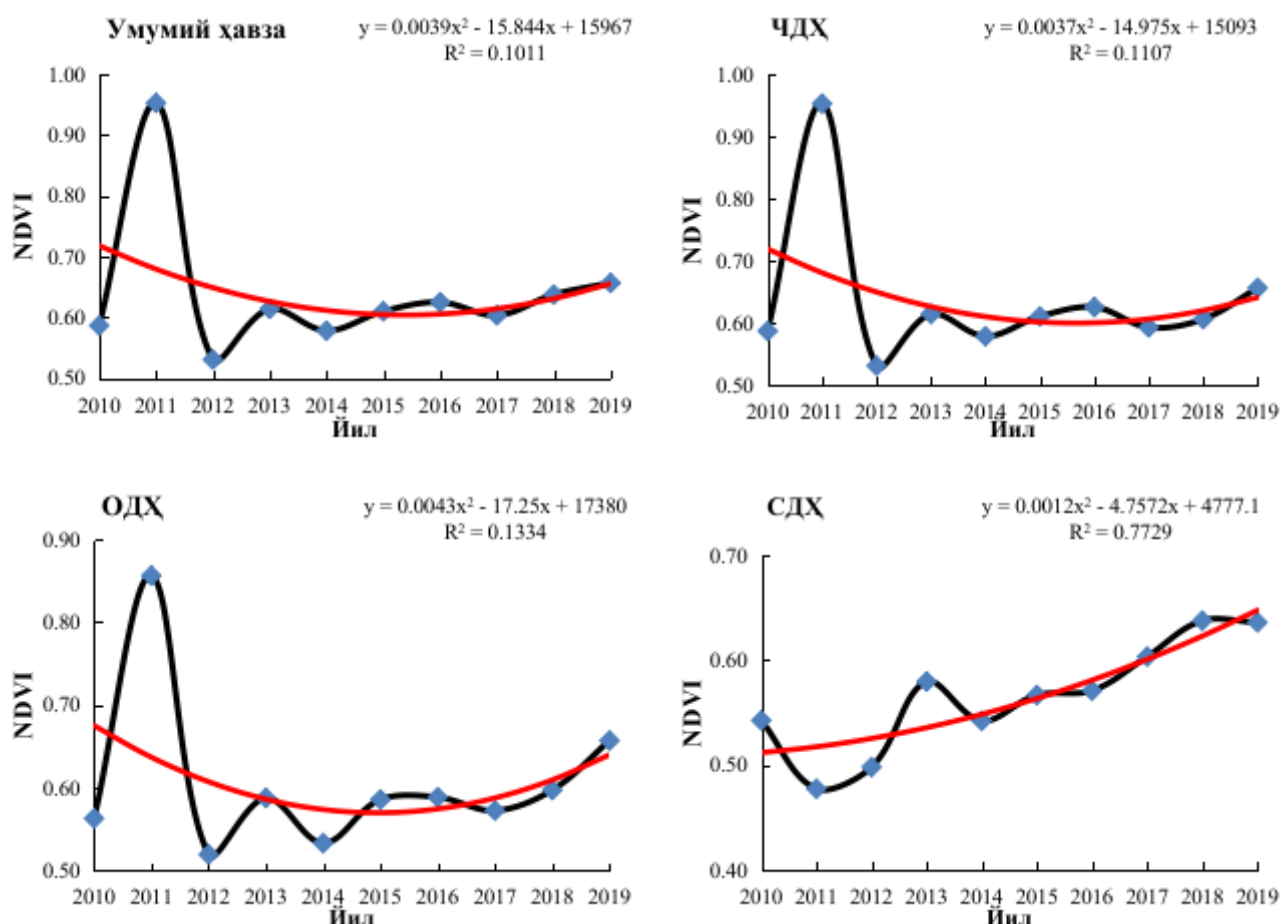 Умумий ҳавза
y = 0.0039x² - 15.844x + 15967
R² = 0.1011
1.00
0.90
0.80
0.70
0.60
0.50
NDVI
2010 2011 2012 2013 2014 2015 2016 2017 2018 2019
Йил
ЧДҲ
y = 0.0037x² - 14.975x + 15093
R² = 0.1107
1.00
0.90
0.80
0.70
0.60
0.50
NDVI
2010 2011 2012 2013 2014 2015 2016 2017 2018 2019
Йил
ОДҲ
y = 0.0043x² - 17.25x + 17380
R² = 0.1334
0.90
0.80
0.70
0.60
0.50
NDVI
2010 2011 2012 2013 2014 2015 2016 2017 2018 2019
Йил
СДҲ
y = 0.0012x² - 4.7572x + 4777.1
R² = 0.7729
0.70
0.60
0.50
0.40
NDVI
2010 2011 2012 2013 2014 2015 2016 2017 2018 2019
Йил